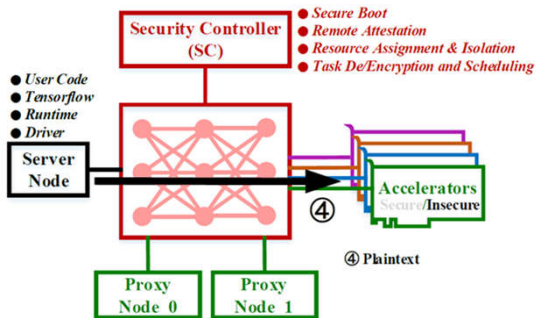 Security Controller
(SC)
● Secure Boot
● Remote Attestation
● Resource Assignment & Isolation
● Task De/Encryption and Scheduling
● User Code
● Tensorflow
● Runtime
● Driver
Server
Node
Accelerators
Secure/Insecure
④
④ Plaintext
Proxy
Node 0
Proxy
Node 1